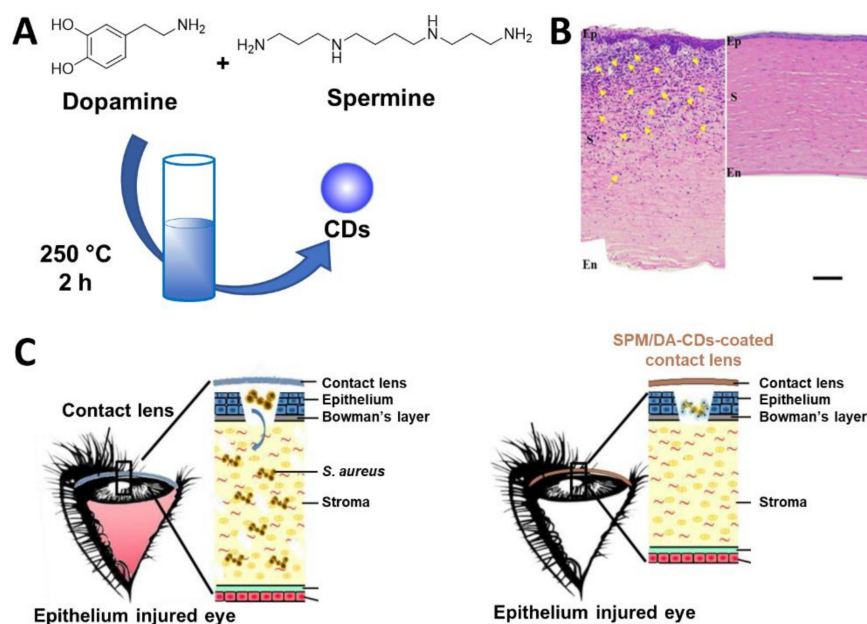 A
HO
HO
NH₂
+
H₂N
H
N
N
H
NH₂
Dopamine
Spermine
250 °C
2 h
CDs
B
Ep
S
En
Ep
S
En
C
Contact lens
Contact lens
Epithelium
Bowman's layer
S. aureus
Stroma
Epithelium injured eye
SPM/DA-CDs-coated
contact lens
Contact lens
Epithelium
Bowman's layer
Stroma
Epithelium injured eye